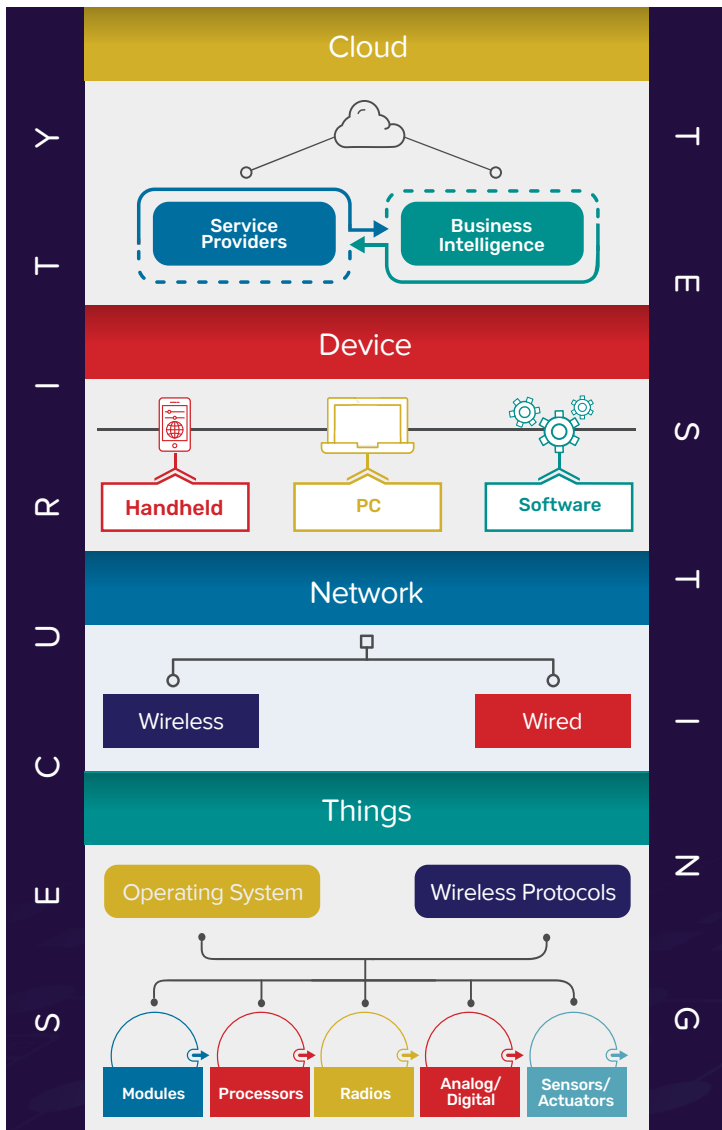 SECURITY
TESTING
Cloud
Service
Providers
Business
Intelligence
Device
Handheld
PC
Software
Network
Wireless
Wired
Things
Operating System
Wireless Protocols
Modules
Processors
Radios
Analog/
Digital
Sensors/
Actuators